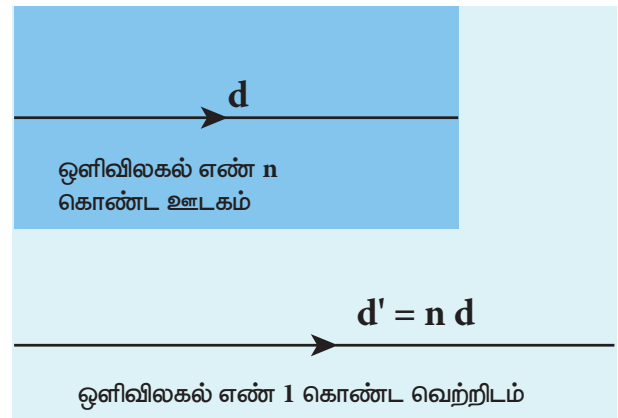 d
ஒளிவிலகல் எண் n
கொண்ட ஊடகம்
d' = n d
ஒளிவிலகல் எண் 1 கொண்ட வெற்றிடம்